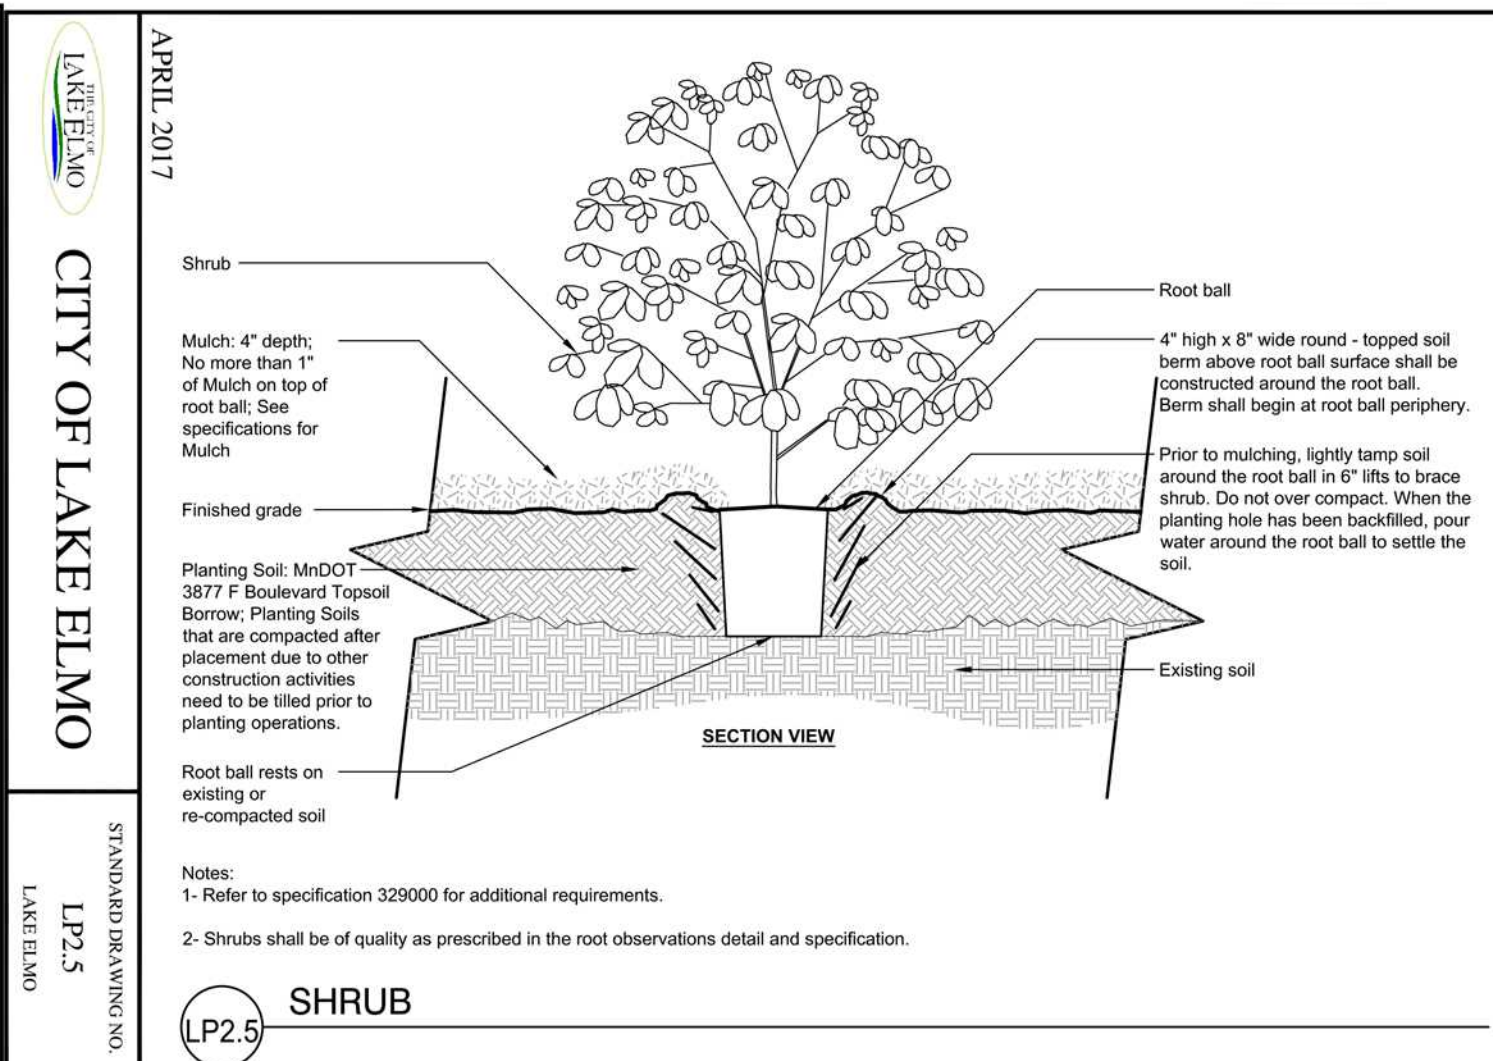 APRIL 2017
THE CITY OF
LAKE ELMO
CITY OF LAKE ELMO
STANDARD DRAWING NO.
LP2.5
LAKE ELMO
Shrub
Mulch: 4" depth;
No more than 1"
of Mulch on top of
root ball; See
specifications for
Mulch
Finished grade
Planting Soil: MnDOT
3877 F Boulevard Topsoil
Borrow; Planting Soils
that are compacted after
placement due to other
construction activities
need to be tilled prior to
planting operations.
Root ball rests on
existing or
re-compacted soil
Root ball
4" high x 8" wide round - topped soil
berm above root ball surface shall be
constructed around the root ball.
Berm shall begin at root ball periphery.
Prior to mulching, lightly tamp soil
around the root ball in 6" lifts to brace
shrub. Do not over compact. When the
planting hole has been backfilled, pour
water around the root ball to settle the
soil.
Existing soil
SECTION VIEW
Notes:
1- Refer to specification 329000 for additional requirements.
2- Shrubs shall be of quality as prescribed in the root observations detail and specification.
LP2.5
SHRUB